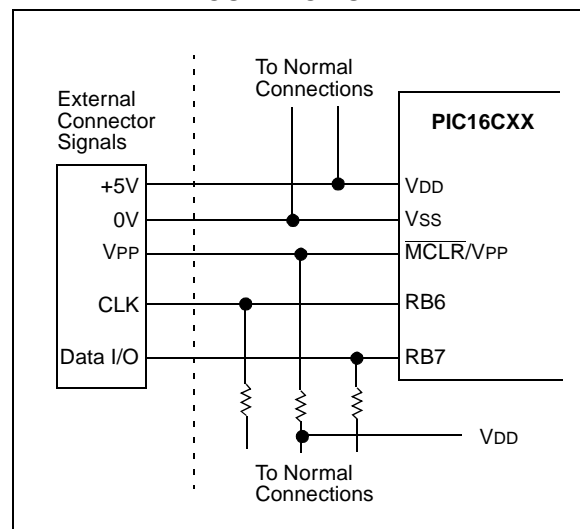 To Normal
Connections
External
Connector
Signals
PIC16CXX
+5V
VDD
0V
VSS
VPP
MCLR/VPP
CLK
RB6
Data I/O
RB7
VDD
To Normal
Connections